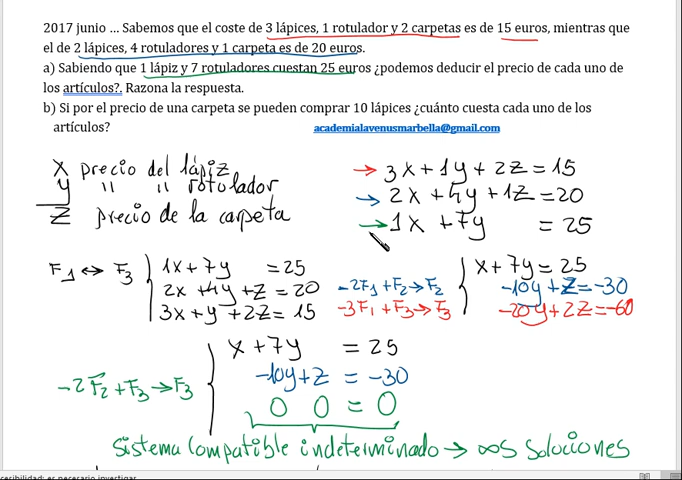 2017 junio ... Sabemos que el coste de 3 lápices, 1 rotulador y 2 carpetas es de 15 euros, mientras que
el de 2 lápices, 4 rotuladores y 1 carpeta es de 20 euros.
a) Sabiendo que 1 lápiz y 7 rotuladores cuestan 25 euros ¿podemos deducir el precio de cada uno de
los artículos?. Razona la respuesta.
b) Si por el precio de una carpeta se pueden comprar 10 lápices ¿cuánto cuesta cada uno de los
artículos?
academialavenusmarbella@gmail.com
x precio del lápiz
y " " rotulador
z precio de la carpeta
→ 3x+1y+2z=15
→ 2x+4y+1z=20
→ 1x+7y =25
F1 ↔ F3
1x+7y =25
2x+4y+z=20
3x+y+2z=15
-2F1+F2→F2
-3F1+F3→F3
x+7y=25
-10y+z=-30
-20y+2z=-60
-2F2+F3→F3
x+7y =25
-10y+z = -30
0 0 = 0
sistema compatible indeterminado → ∞s soluciones